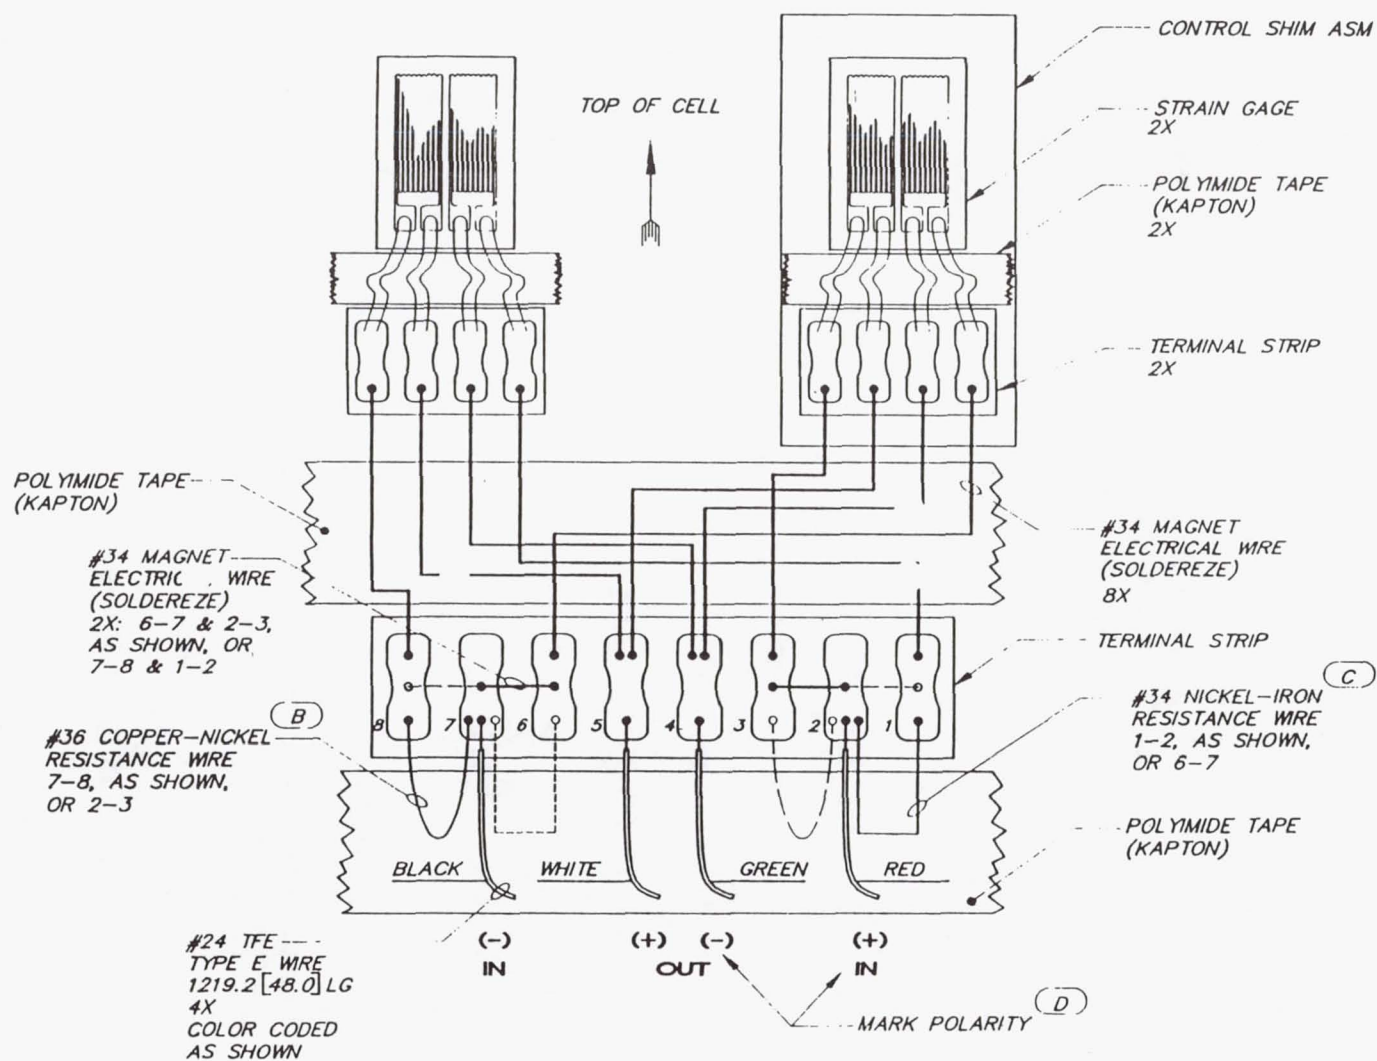 CONTROL SHIM ASM
TOP OF CELL
STRAIN GAGE
2X
POLYIMIDE TAPE
(KAPTON)
2X
TERMINAL STRIP
2X
POLYIMIDE TAPE
(KAPTON)
#34 MAGNET
ELECTRICAL WIRE
(SOLDEREZE)
8X
#34 MAGNET
ELECTRIC . WIRE
(SOLDEREZE)
2X: 6-7 & 2-3,
AS SHOWN, OR
7-8 & 1-2
TERMINAL STRIP
C
#34 NICKEL-IRON
RESISTANCE WIRE
1-2, AS SHOWN,
OR 6-7
B
#36 COPPER-NICKEL
RESISTANCE WIRE
7-8, AS SHOWN,
OR 2-3
8 7 6 5 4 3 2 1
POLYIMIDE TAPE
(KAPTON)
BLACK WHITE GREEN RED
#24 TFE
TYPE E WIRE
1219.2 [48.0] LG
4X
COLOR CODED
AS SHOWN
(-) (+) (-) (+)
IN OUT IN
D
MARK POLARITY